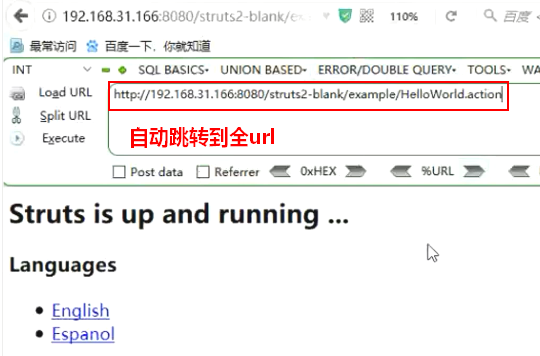 192.168.31.166:8080/struts2-blank/ex
110%
百度
最常访问 百度一下，你就知道
INT SQL BASICS UNION BASED ERROR/DOUBLE QUERY TOOLS WA
Load URL http://192.168.31.166:8080/struts2-blank/example/HelloWorld.action
Split URL
Execute 自动跳转到全url
Post data Referrer 0xHEX %URL
Struts is up and running ...
Languages
English
Espanol